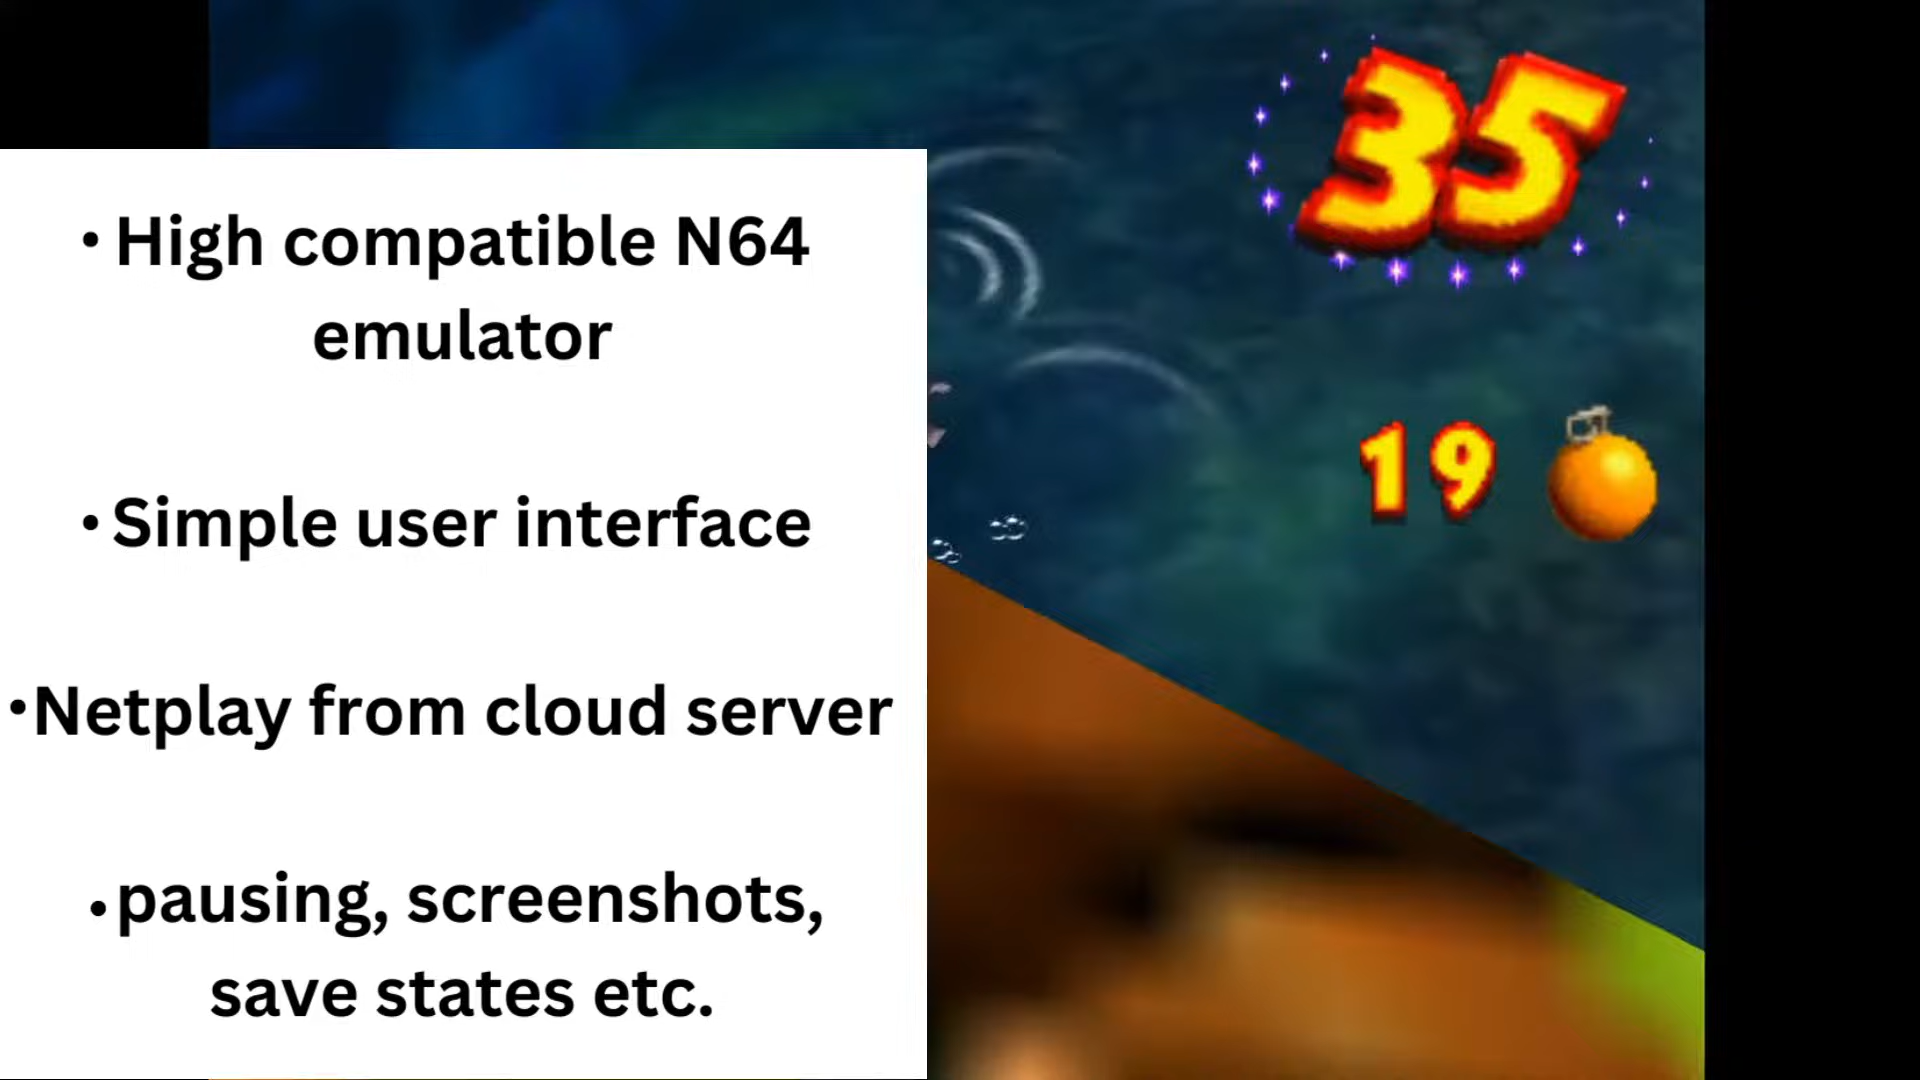 • High compatible N64
emulator
• Simple user interface
•Netplay from cloud server
• pausing, screenshots,
save states etc.
35
19